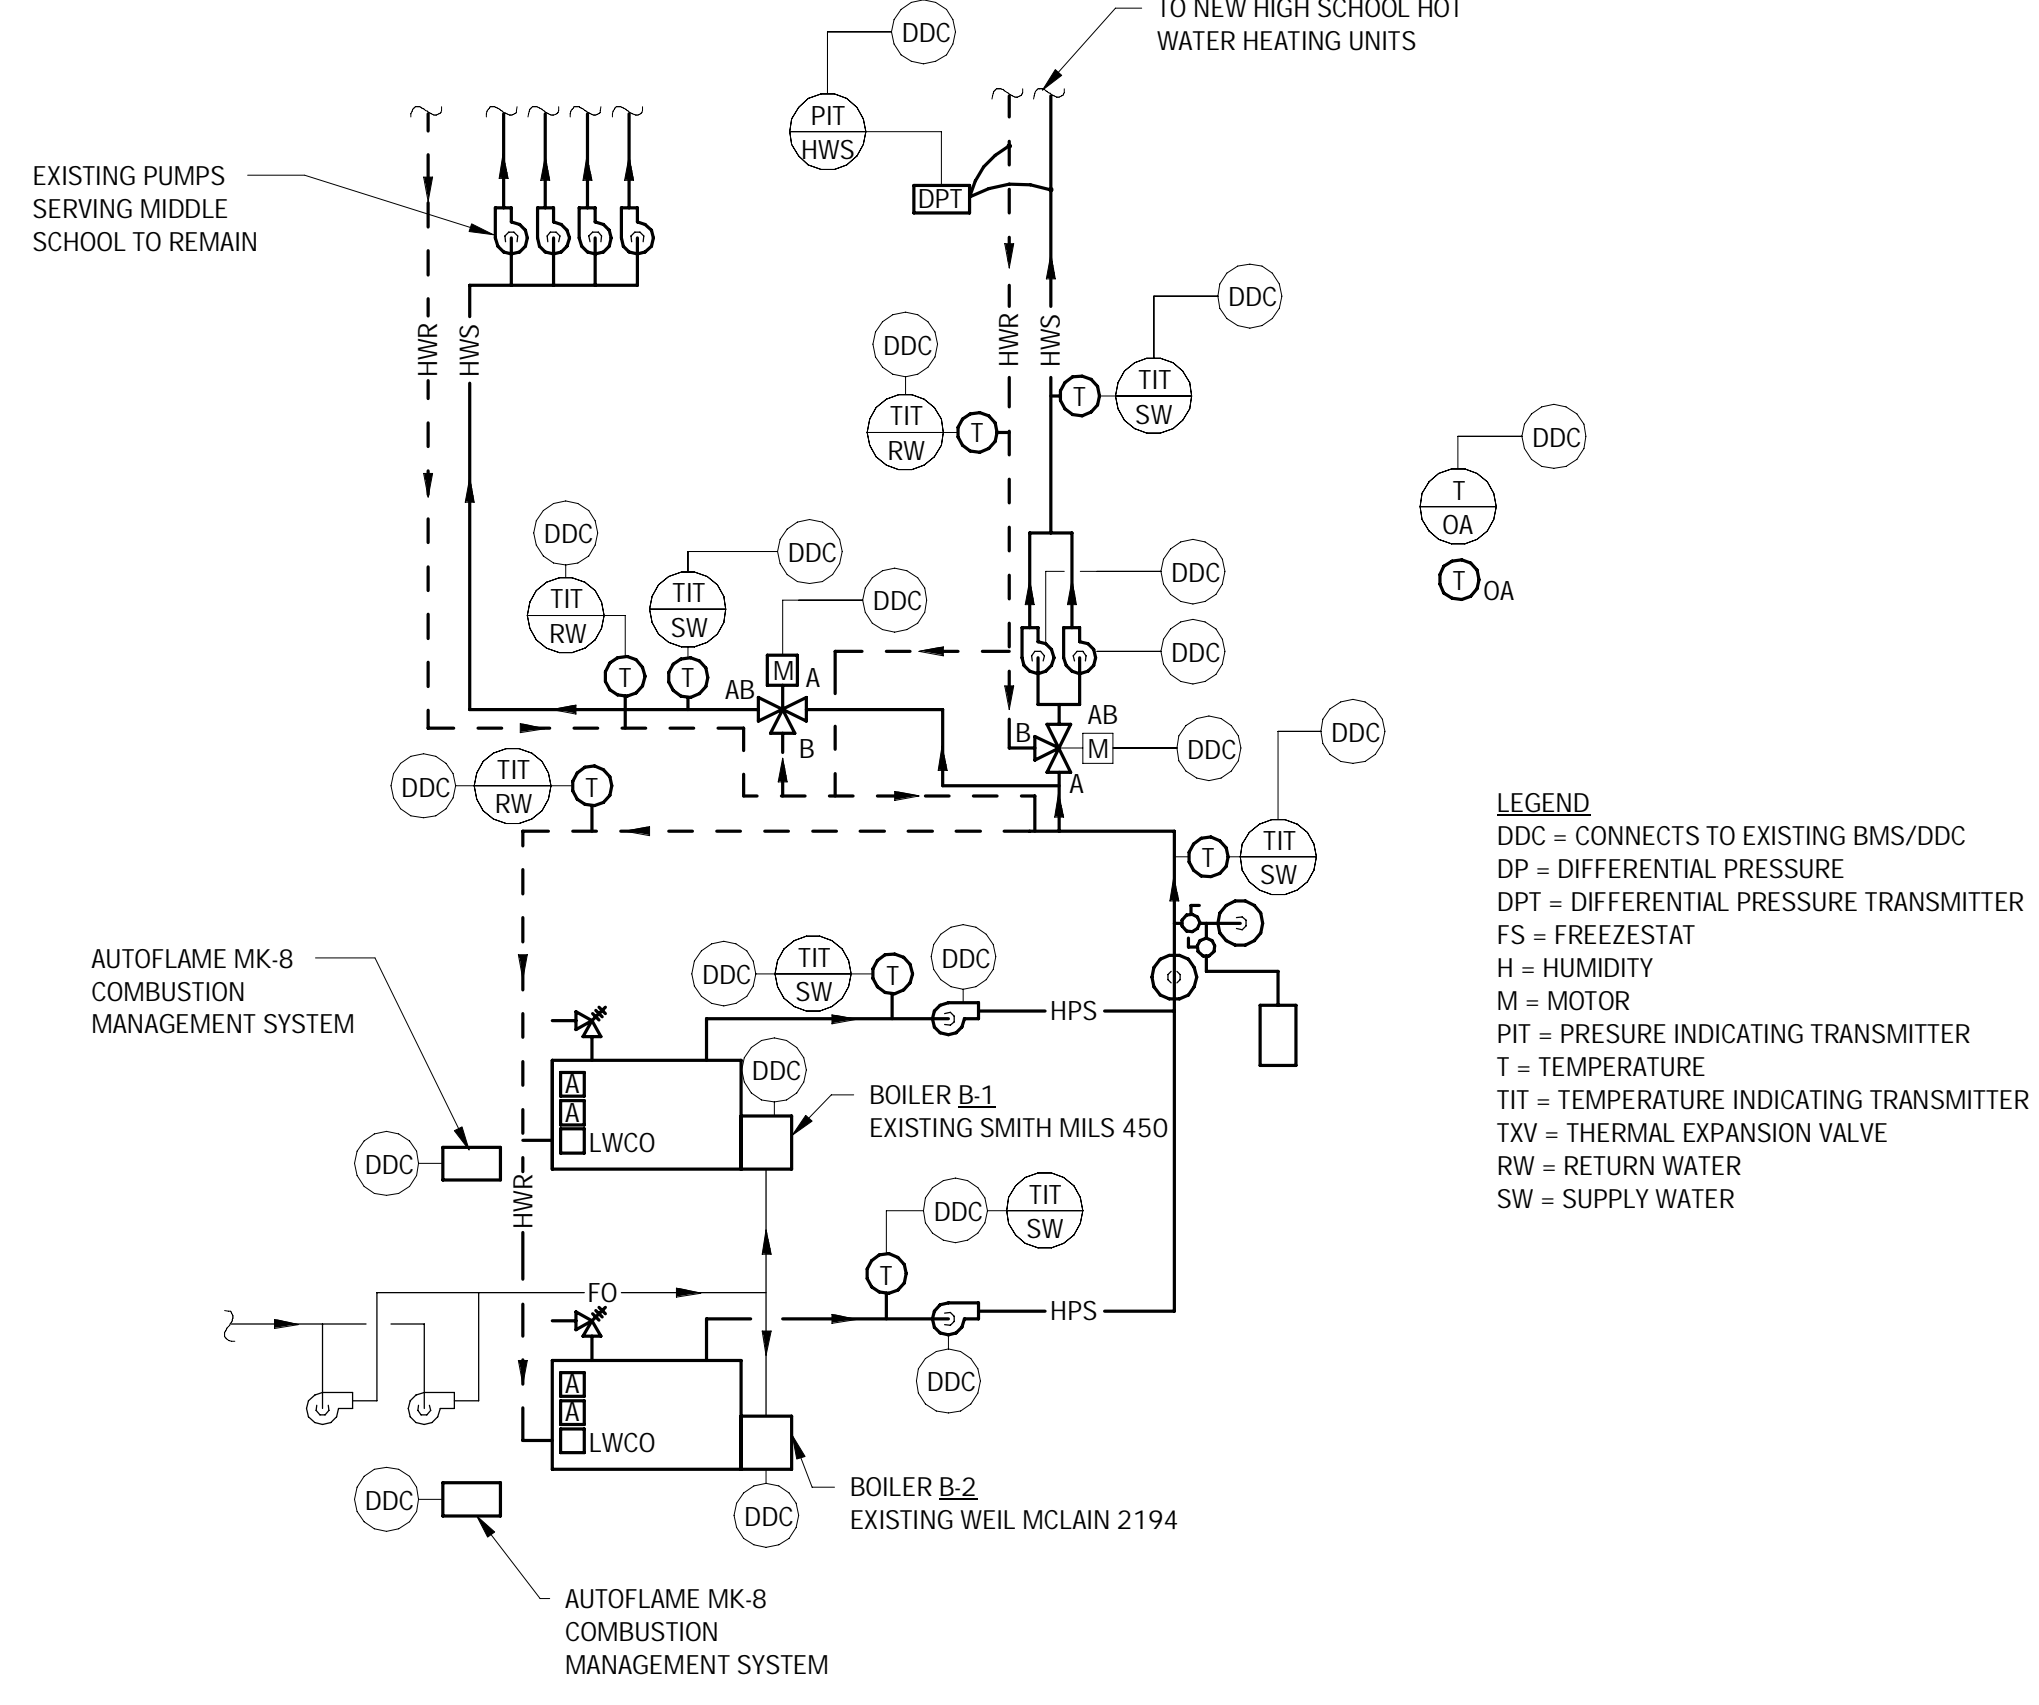 TO NEW HIGH SCHOOL HOT
WATER HEATING UNITS
DDC
PIT
HWS
DPT
EXISTING PUMPS
SERVING MIDDLE
SCHOOL TO REMAIN
HWR
HWS
HWR
HWS
DDC
DDC
TIT
SW
T
DDC
TIT
RW
T
DDC
T
OA
T
OA
DDC
TIT
RW
T
DDC
TIT
SW
T
DDC
M
A
AB
B
DDC
DDC
AB
B
M
A
DDC
DDC
DDC
TIT
RW
T
T
TIT
SW
LEGEND
DDC = CONNECTS TO EXISTING BMS/DDC
DP = DIFFERENTIAL PRESSURE
DPT = DIFFERENTIAL PRESSURE TRANSMITTER
FS = FREEZESTAT
H = HUMIDITY
M = MOTOR
PIT = PRESURE INDICATING TRANSMITTER
T = TEMPERATURE
TIT = TEMPERATURE INDICATING TRANSMITTER
TXV = THERMAL EXPANSION VALVE
RW = RETURN WATER
SW = SUPPLY WATER
AUTOFLAME MK-8
COMBUSTION
MANAGEMENT SYSTEM
DDC
TIT
SW
T
DDC
HPS
DDC
A
A
LWCO
BOILER B-1
EXISTING SMITH MILS 450
DDC
HWR
DDC
TIT
SW
T
FO
HPS
DDC
A
A
LWCO
BOILER B-2
EXISTING WEIL MCLAIN 2194
DDC
DDC
AUTOFLAME MK-8
COMBUSTION
MANAGEMENT SYSTEM